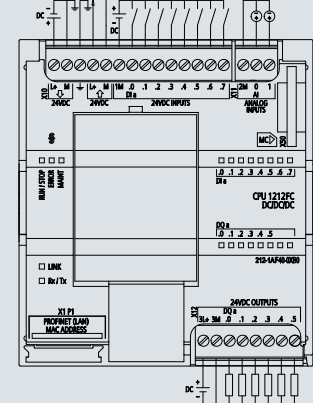 DC + -
DC + -
L+ M L+ M 1M .0 .1 .2 .3 .4 .5 .6 .7 2M 0 1
X10 24VDC 24VDC DI a 24VDC INPUTS X11 AI
ANALOG INPUTS
MC X50
RUN / STOP
ERROR
MAINT
.0 .1 .2 .3 .4 .5 .6 .7
DI a
CPU 1212FC
DC/DC/DC
DQ a
.0 .1 .2 .3 .4 .5
212-1AF40-0XB0
LINK
Rx / Tx
X1 P1
PROFINET (LAN)
MAC ADDRESS
24VDC OUTPUTS
X12 DQ a
3L+ 3M .0 .1 .2 .3 .4 .5
DC + -